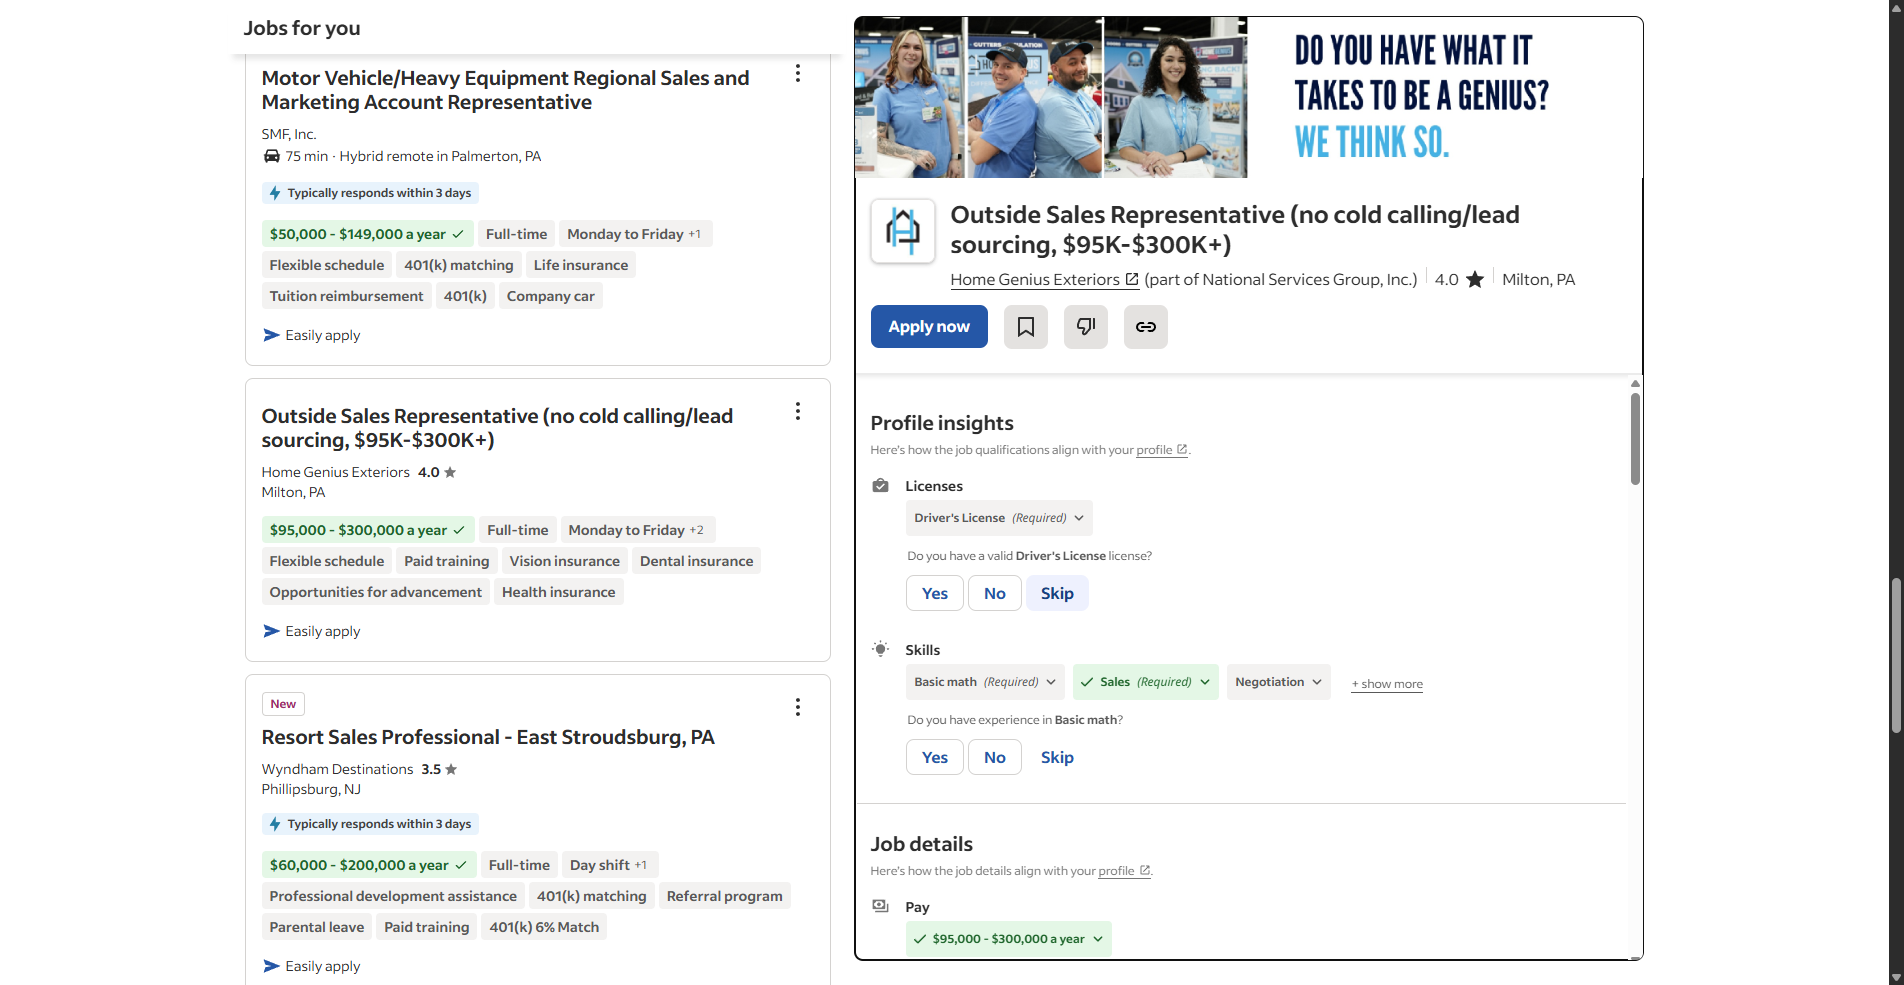 Jobs for you
Motor Vehicle/Heavy Equipment Regional Sales and
Marketing Account Representative
SMF, Inc.
75 min · Hybrid remote in Palmerton, PA
Typically responds within 3 days
$50,000 - $149,000 a year Full-time Monday to Friday +1
Flexible schedule 401(k) matching Life insurance
Tuition reimbursement 401(k) Company car
Easily apply
Outside Sales Representative (no cold calling/lead
sourcing, $95K-$300K+)
Home Genius Exteriors 4.0
Milton, PA
$95,000 - $300,000 a year Full-time Monday to Friday +2
Flexible schedule Paid training Vision insurance Dental insurance
Opportunities for advancement Health insurance
Easily apply
New
Resort Sales Professional - East Stroudsburg, PA
Wyndham Destinations 3.5
Phillipsburg, NJ
Typically responds within 3 days
$60,000 - $200,000 a year Full-time Day shift +1
Professional development assistance 401(k) matching Referral program
Parental leave Paid training 401(k) 6% Match
Easily apply
DO YOU HAVE WHAT IT
TAKES TO BE A GENIUS?
WE THINK SO.
Outside Sales Representative (no cold calling/lead
sourcing, $95K-$300K+)
Home Genius Exteriors (part of National Services Group, Inc.) 4.0 Milton, PA
Apply now
Profile insights
Here's how the job qualifications align with your profile.
Licenses
Driver's License (Required)
Do you have a valid Driver's License license?
Yes No Skip
Skills
Basic math (Required) Sales (Required) Negotiation + show more
Do you have experience in Basic math?
Yes No Skip
Job details
Here's how the job details align with your profile.
Pay
$95,000 - $300,000 a year